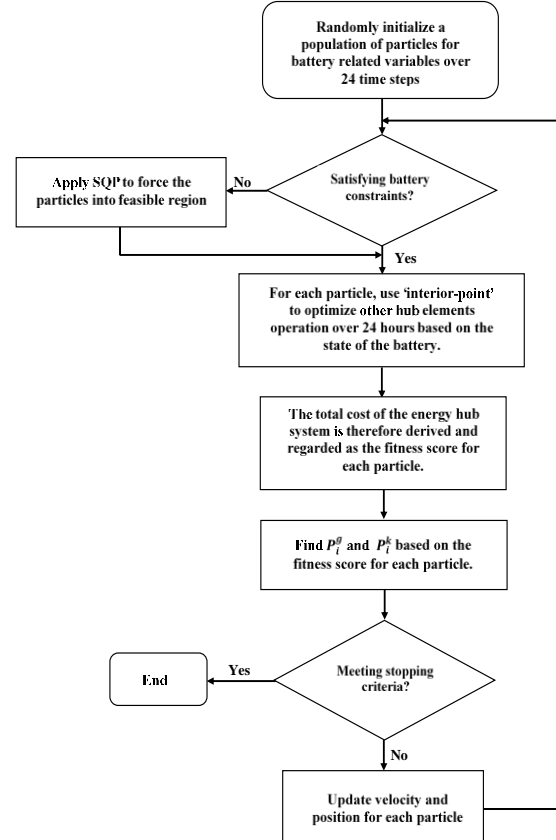 Randomly initialize a
population of particles for
battery related variables over
24 time steps
Satisfying battery
constraints?
No
Apply SQP to force the
particles into feasible region
Yes
For each particle, use 'interior-point'
to optimize other hub elements
operation over 24 hours based on the
state of the battery.
The total cost of the energy hub
system is therefore derived and
regarded as the fitness score for
each particle.
Find P_i^g and P_i^k based on the
fitness score for each particle.
Meeting stopping
criteria?
Yes
End
No
Update velocity and
position for each particle